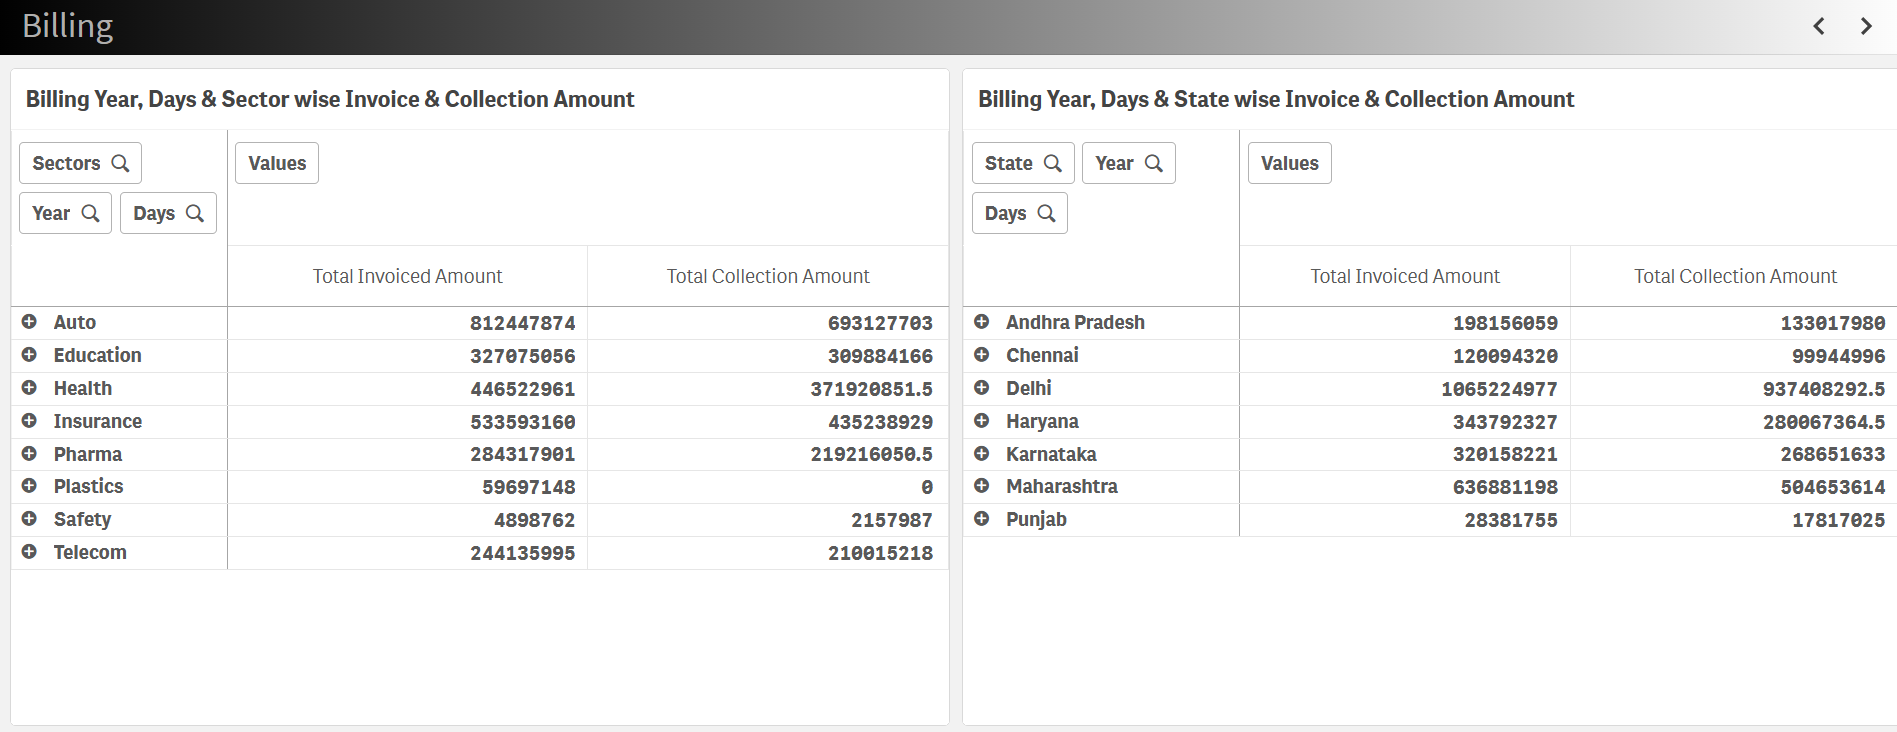 Billing
Billing Year, Days & Sector wise Invoice & Collection Amount
Sectors
Values
Year Days
Total Invoiced Amount Total Collection Amount
Auto 812447874 693127703
Education 327075056 309884166
Health 446522961 371920851.5
Insurance 533593160 435238929
Pharma 284317901 219216050.5
Plastics 59697148 0
Safety 4898762 2157987
Telecom 244135995 210015218
Billing Year, Days & State wise Invoice & Collection Amount
State Year
Values
Days
Total Invoiced Amount Total Collection Amount
Andhra Pradesh 198156059 133017980
Chennai 120094320 99944996
Delhi 1065224977 937408292.5
Haryana 343792327 280067364.5
Karnataka 320158221 268651633
Maharashtra 636881198 504653614
Punjab 28381755 17817025